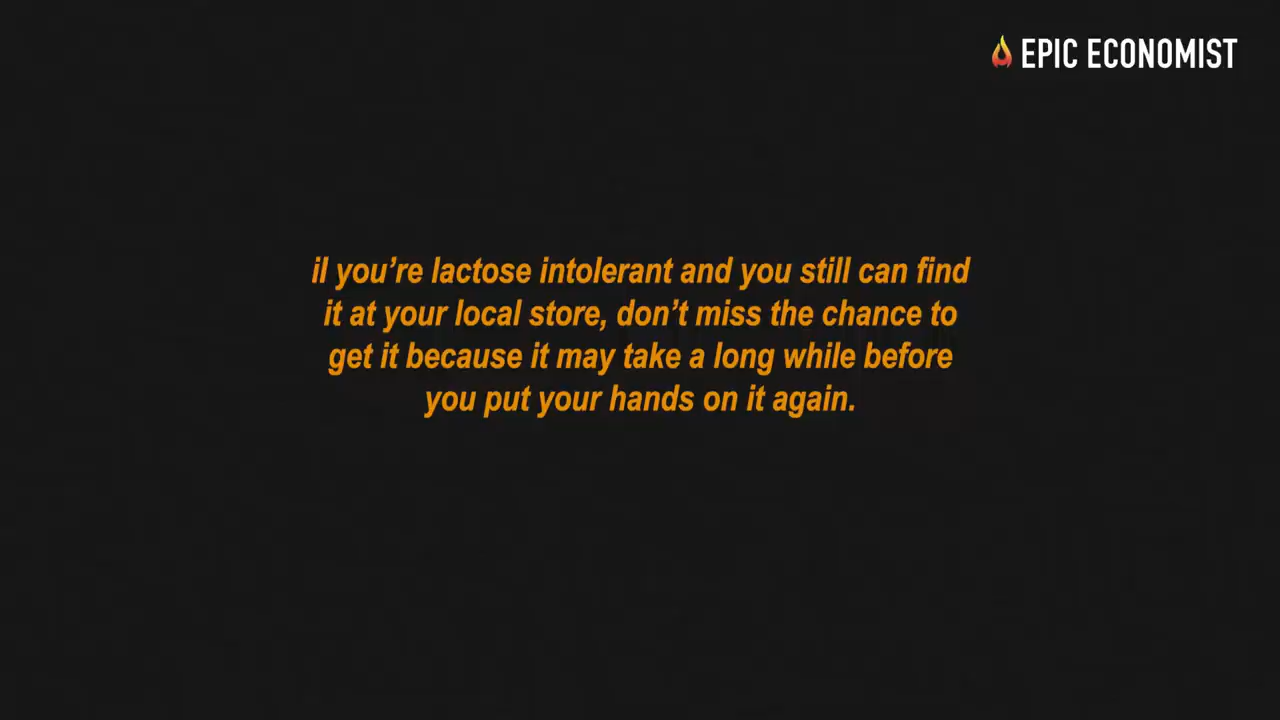 EPIC ECONOMIST
il you're lactose intolerant and you still can find
it at your local store, don't miss the chance to
get it because it may take a long while before
you put your hands on it again.